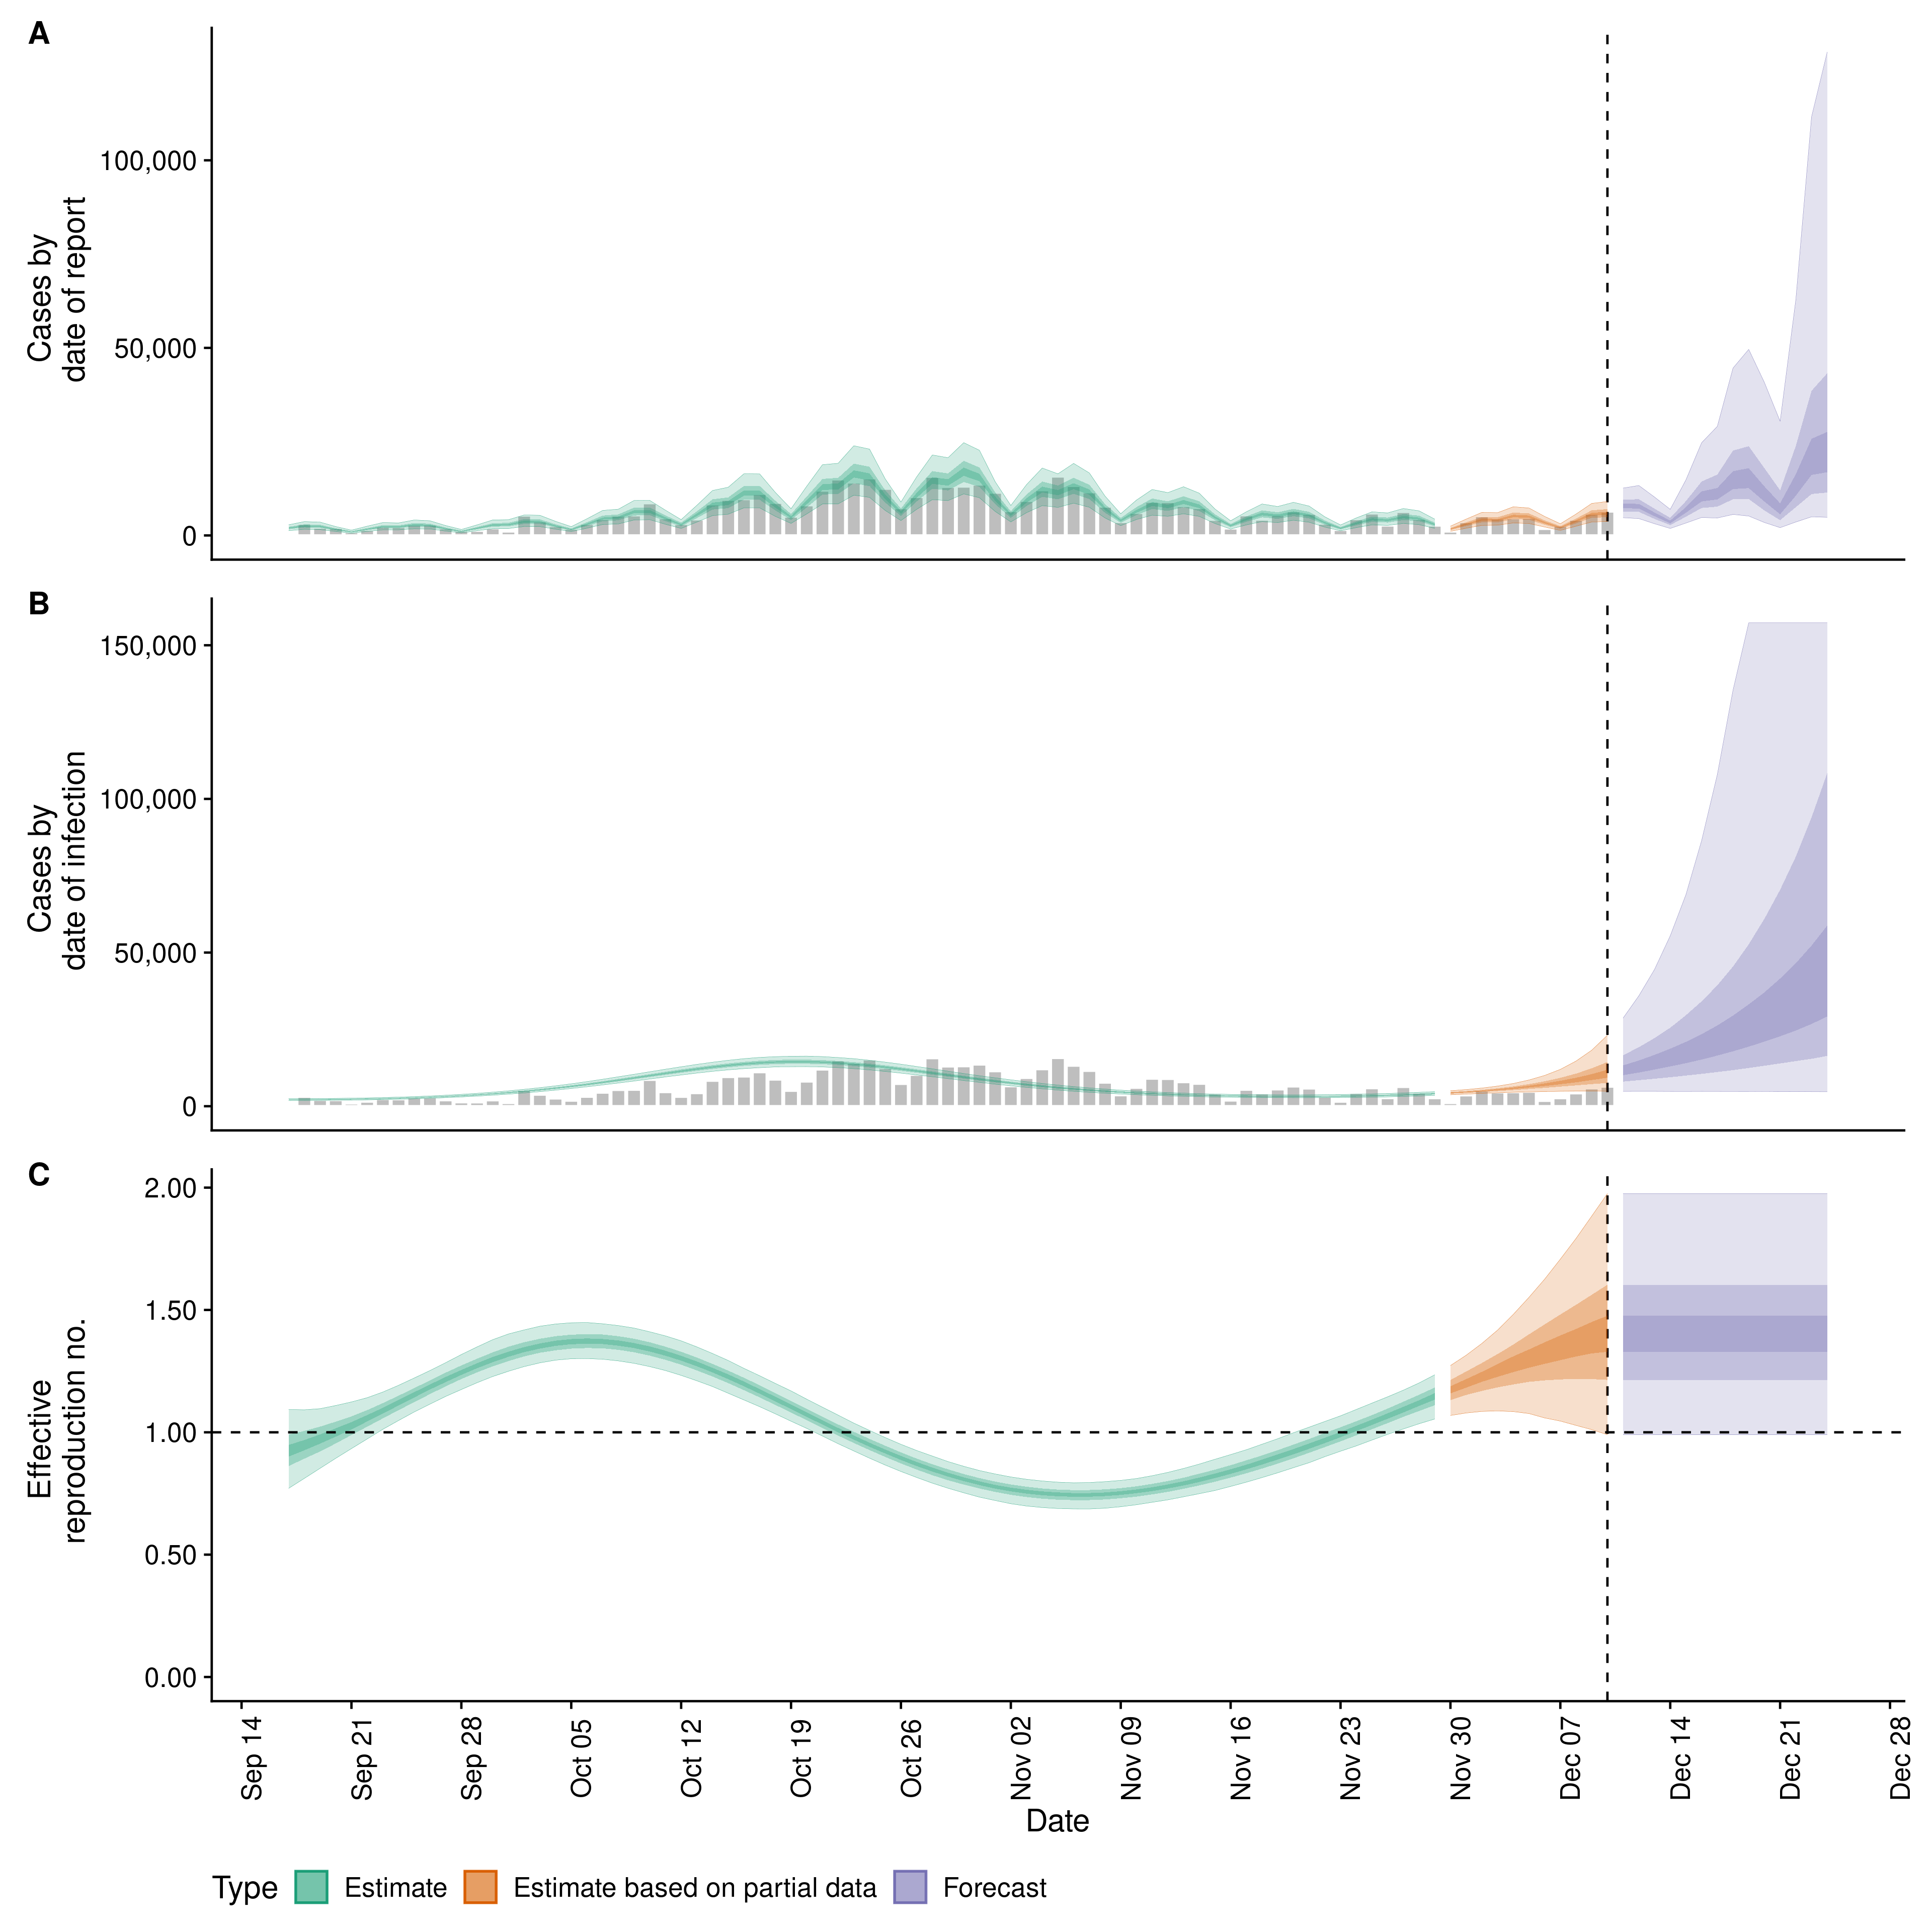 A
Cases by
date of report
100,000
50,000
0
B
Cases by
date of infection
150,000
100,000
50,000
0
C
Effective
reproduction no.
2.00
1.50
1.00
0.50
0.00
Sep 14
Sep 21
Sep 28
Oct 05
Oct 12
Oct 19
Oct 26
Nov 02
Nov 09
Nov 16
Nov 23
Nov 30
Dec 07
Dec 14
Dec 21
Dec 28
Date
Type Estimate Estimate based on partial data Forecast